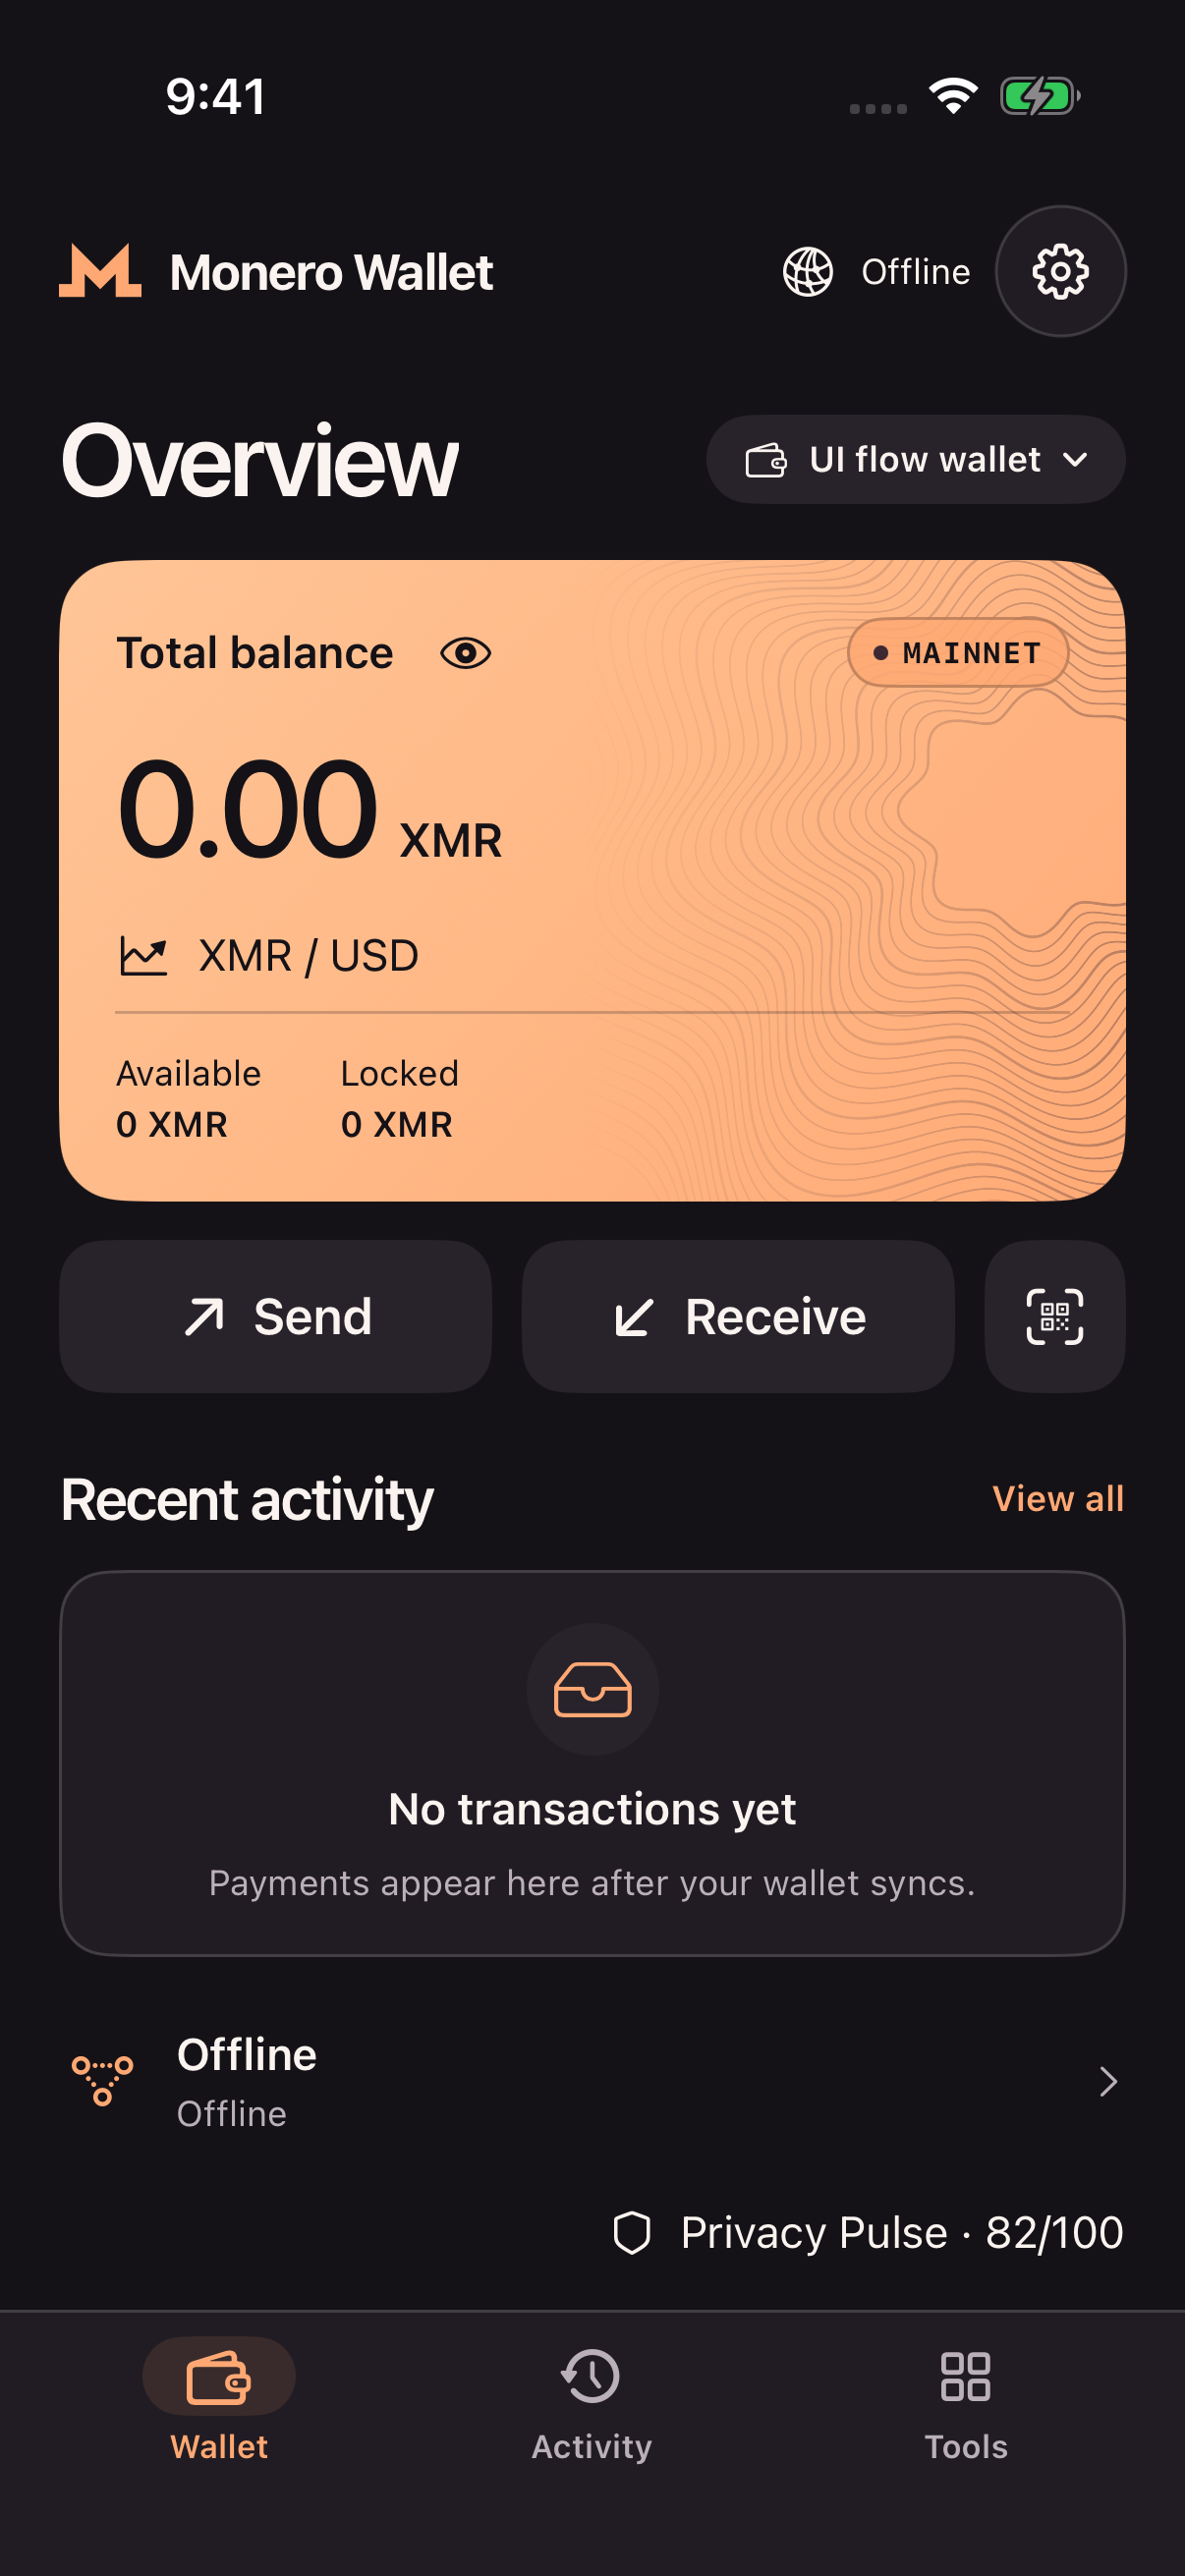 9:41
Monero Wallet
Offline
Overview
UI flow wallet
Total balance
MAINNET
0.00 XMR
XMR / USD
Available
Locked
0 XMR
0 XMR
Send
Receive
Recent activity
View all
No transactions yet
Payments appear here after your wallet syncs.
Offline
Offline
Privacy Pulse · 82/100
Wallet
Activity
Tools